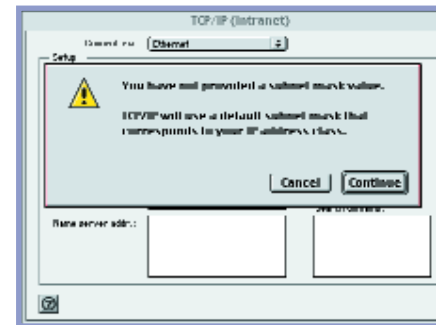 TCP/IP (Intranet)
Connect via: Ethernet
Setup
You have not provided a subnet mask value.
TCP/IP will use a default subnet mask that
corresponds to your IP address class.
Cancel Continue
Name server addr.: